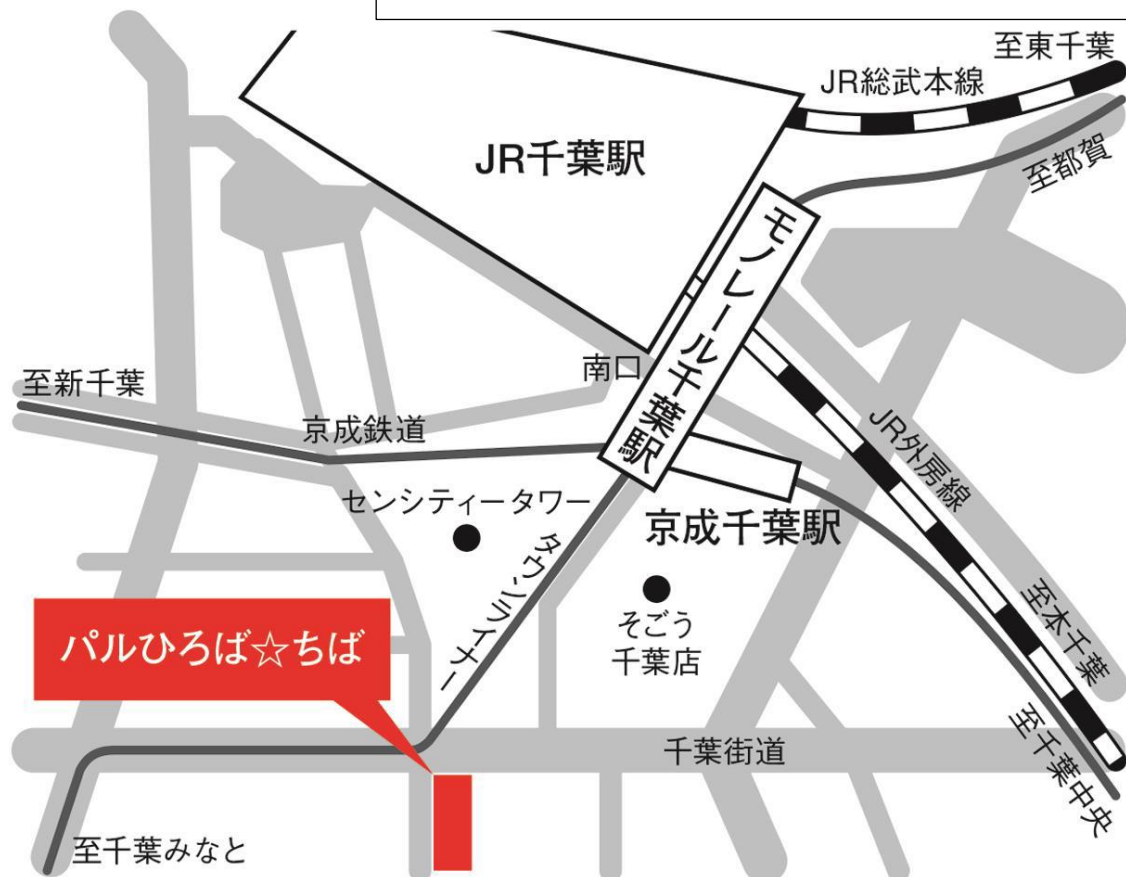 至東千葉
JR総武本線
JR千葉駅
至都賀
モノレール千葉駅
南口
至新千葉
京成鉄道
JR外房線
センシティータワー
京成千葉駅
タウンライナー
そごう
千葉店
至本千葉
パルひろば☆ちば
千葉街道
至千葉中央
至千葉みなと